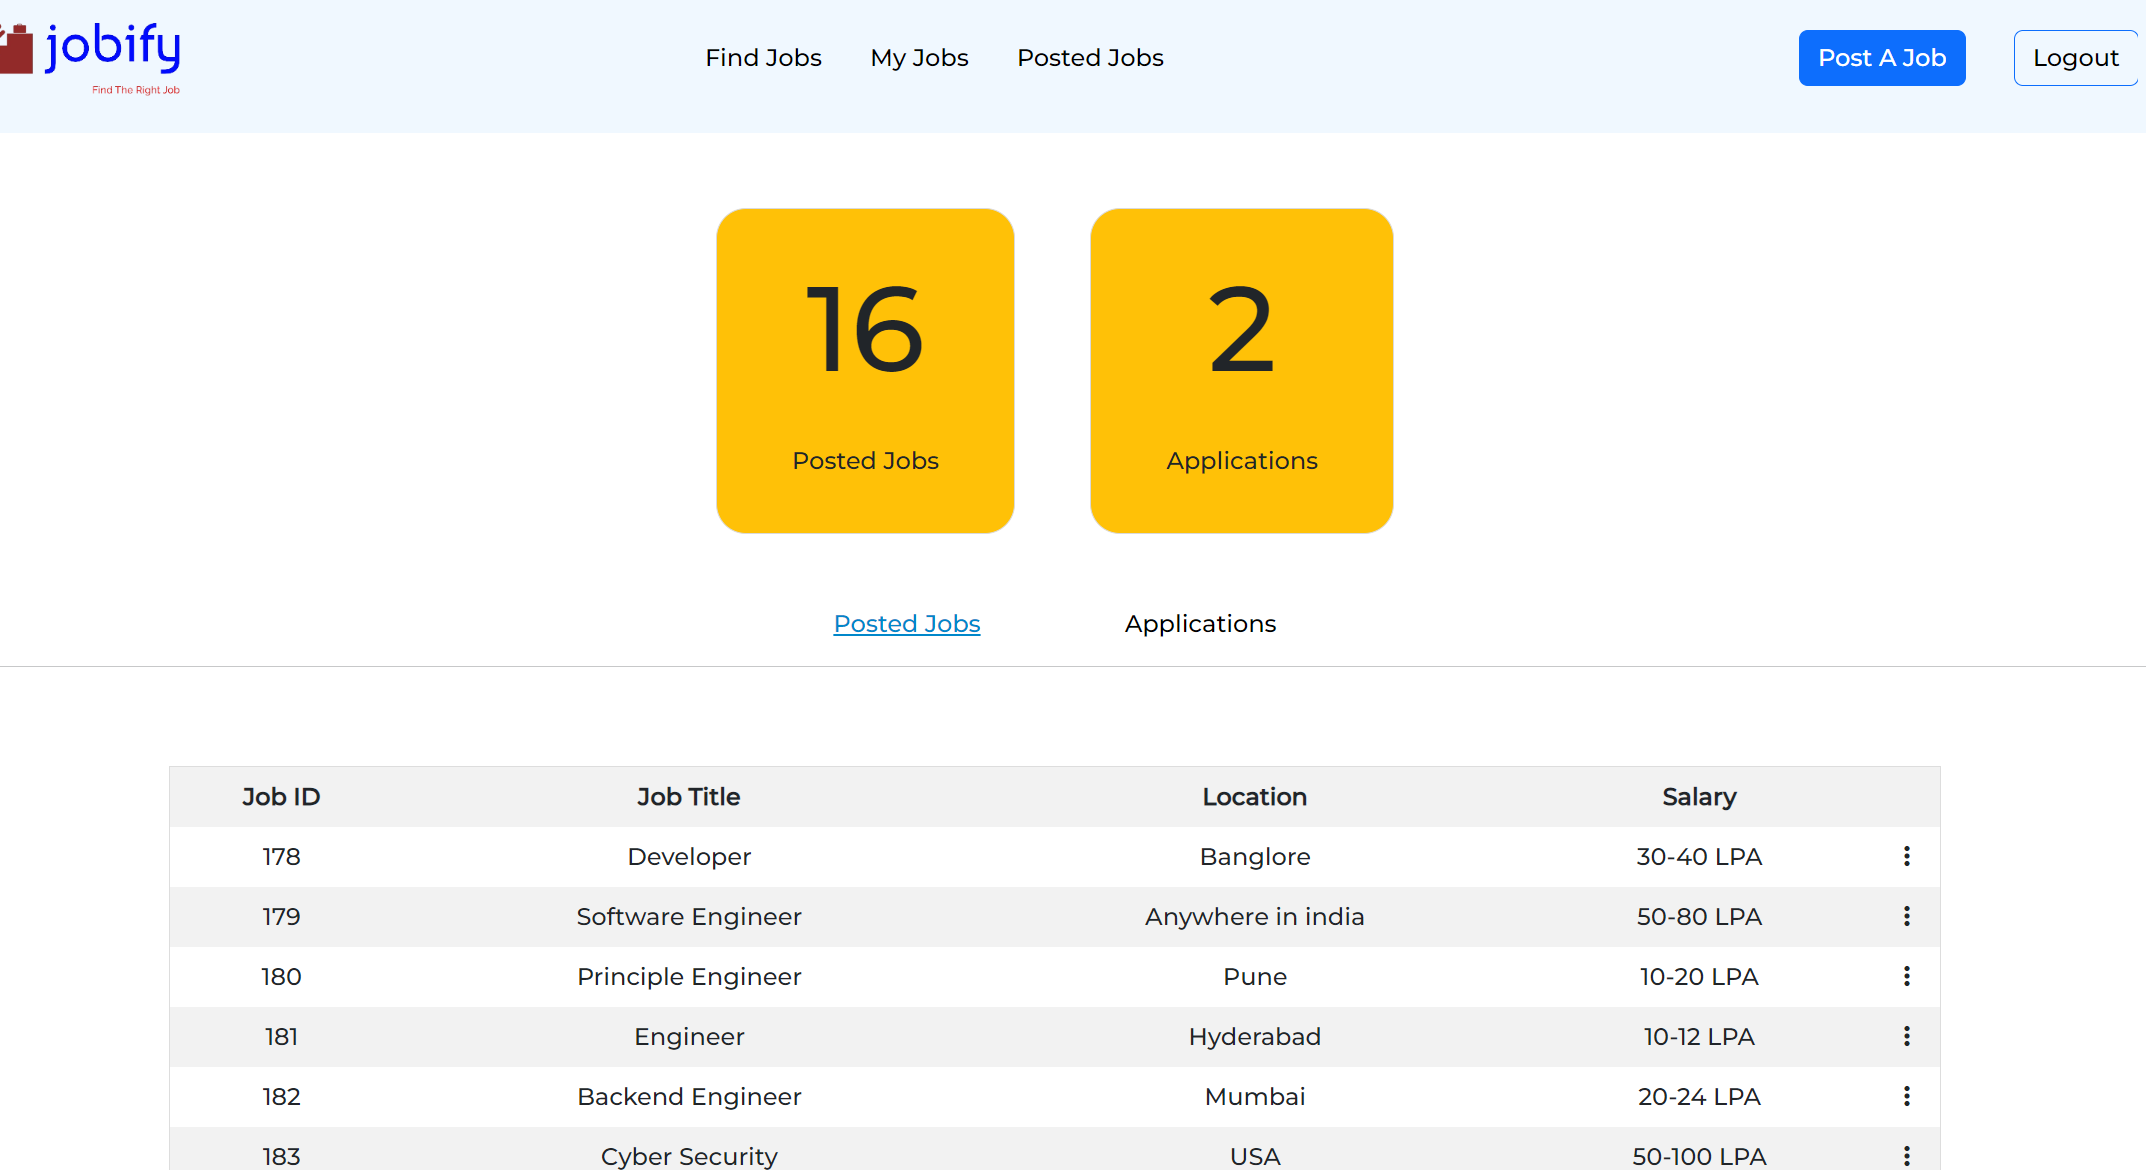 jobify
Find The Right Job
Find Jobs My Jobs Posted Jobs
Post A Job Logout
16 2
Posted Jobs Applications
Posted Jobs Applications
Job ID Job Title Location Salary
178 Developer Banglore 30-40 LPA
179 Software Engineer Anywhere in india 50-80 LPA
180 Principle Engineer Pune 10-20 LPA
181 Engineer Hyderabad 10-12 LPA
182 Backend Engineer Mumbai 20-24 LPA
183 Cyber Security USA 50-100 LPA